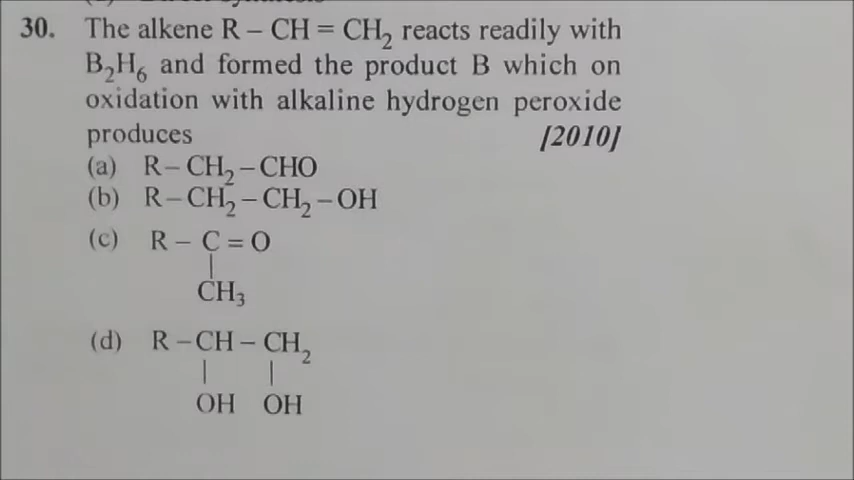 30. The alkene R – CH = CH₂ reacts readily with
B₂H₆ and formed the product B which on
oxidation with alkaline hydrogen peroxide
produces [2010]
(a) R – CH₂ – CHO
(b) R – CH₂ – CH₂ – OH
(c) R – C = O
|
CH₃
(d) R – CH – CH₂
| |
OH OH